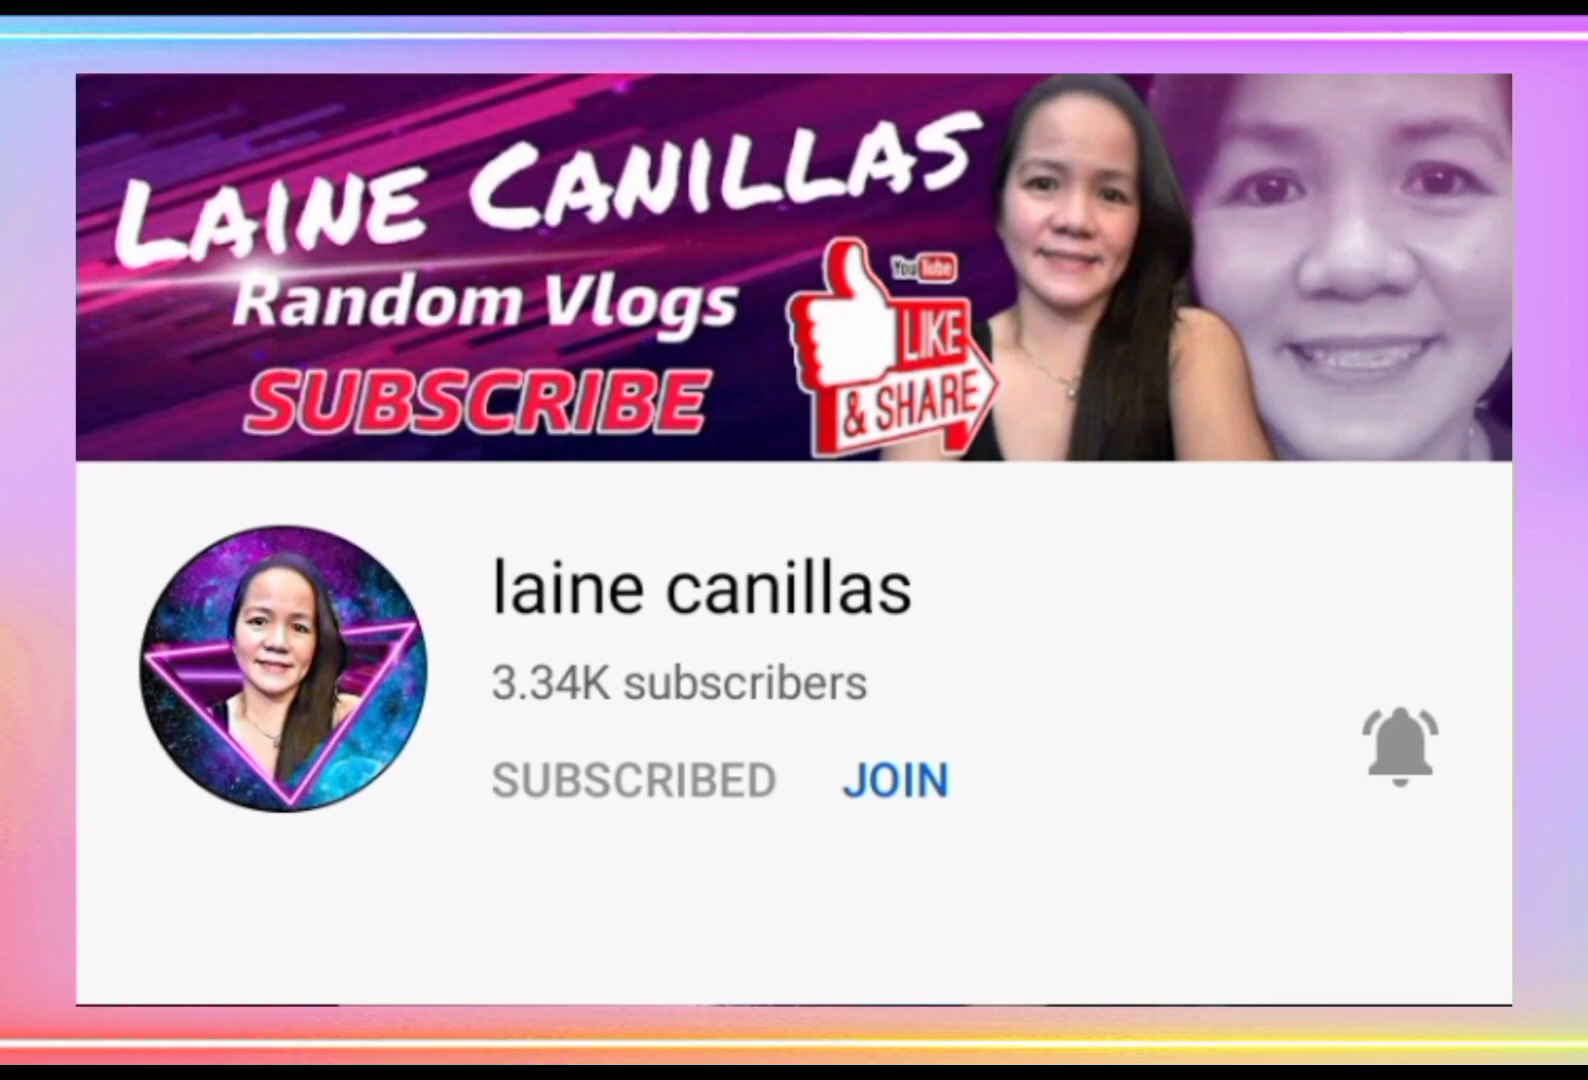 LAINE CANILLAS
Random Vlogs
SUBSCRIBE
YouTube
LIKE
& SHARE
laine canillas
3.34K subscribers
SUBSCRIBED JOIN